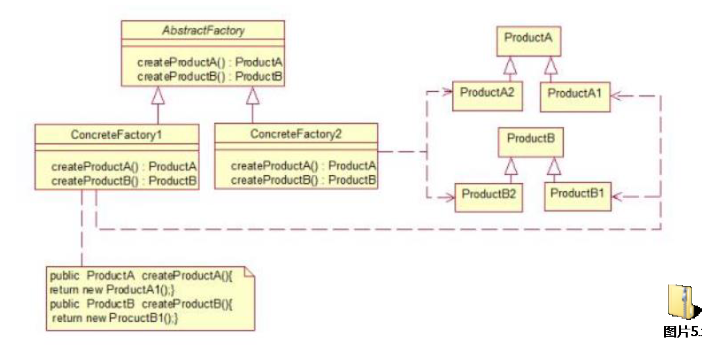 AbstractFactory
createProductA() : ProductA
createProductB() : ProductB
ConcreteFactory1
createProductA() : ProductA
createProductB() : ProductB
ConcreteFactory2
createProductA() : ProductA
createProductB() : ProductB
ProductA
ProductA2
ProductA1
ProductB
ProductB2
ProductB1
public ProductA createProductA(){
return new ProductA1();}
public ProductB createProductB(){
return new ProcuctB1();}
图片5.